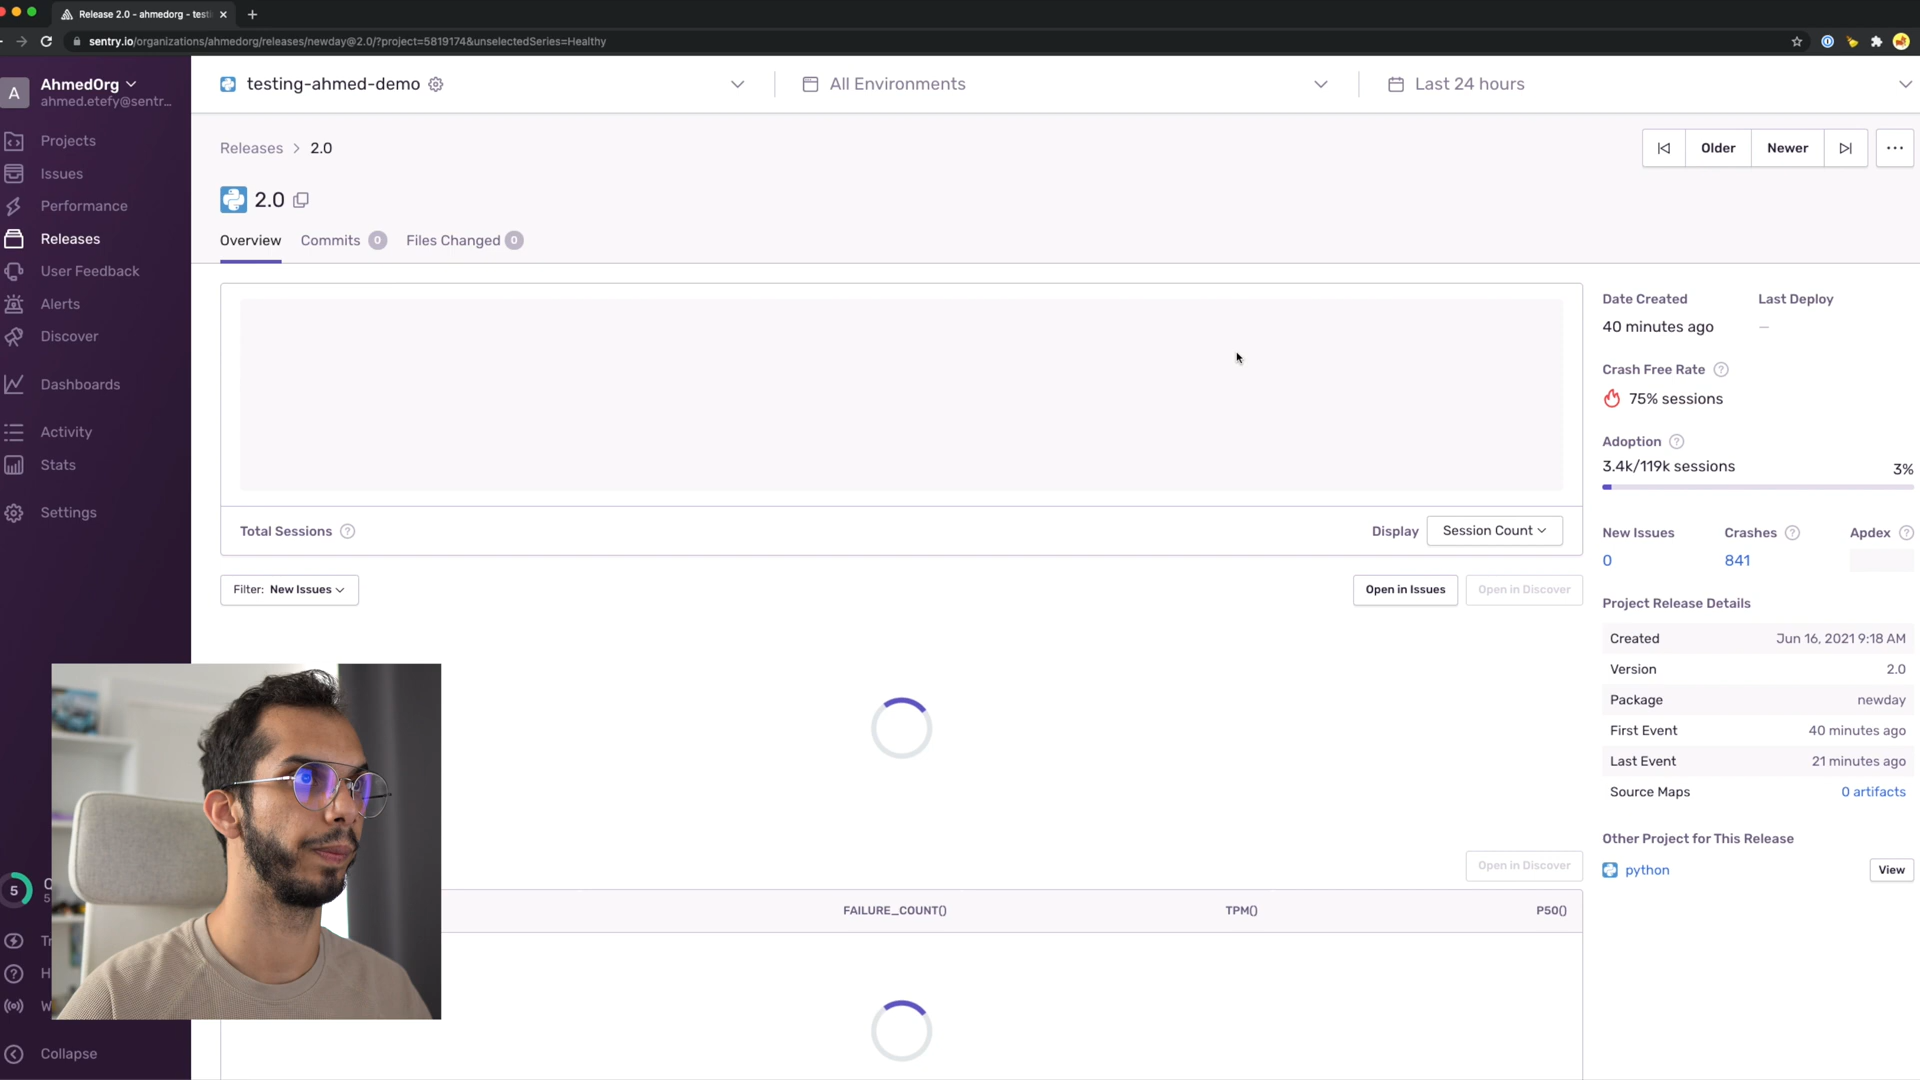 Release 2.0 - ahmedorg - testi
sentry.io/organizations/ahmedorg/releases/newday@2.0/?project=5819174&unselectedSeries=Healthy
A
AhmedOrg
ahmed.etefy@sentr...
Projects
Issues
Performance
Releases
User Feedback
Alerts
Discover
Dashboards
Activity
Stats
Settings
5
Collapse
testing-ahmed-demo
All Environments
Last 24 hours
Releases > 2.0
Older
Newer
2.0
Overview
Commits 0
Files Changed 0
Total Sessions ?
Display
Session Count
Filter: New Issues
Open in Issues
Open in Discover
Open in Discover
FAILURE_COUNT()
TPM()
P50()
Date Created
Last Deploy
40 minutes ago
–
Crash Free Rate ?
75% sessions
Adoption ?
3.4k/119k sessions
3%
New Issues
Crashes ?
Apdex ?
0
841
Project Release Details
Created
Jun 16, 2021 9:18 AM
Version
2.0
Package
newday
First Event
40 minutes ago
Last Event
21 minutes ago
Source Maps
0 artifacts
Other Project for This Release
python
View